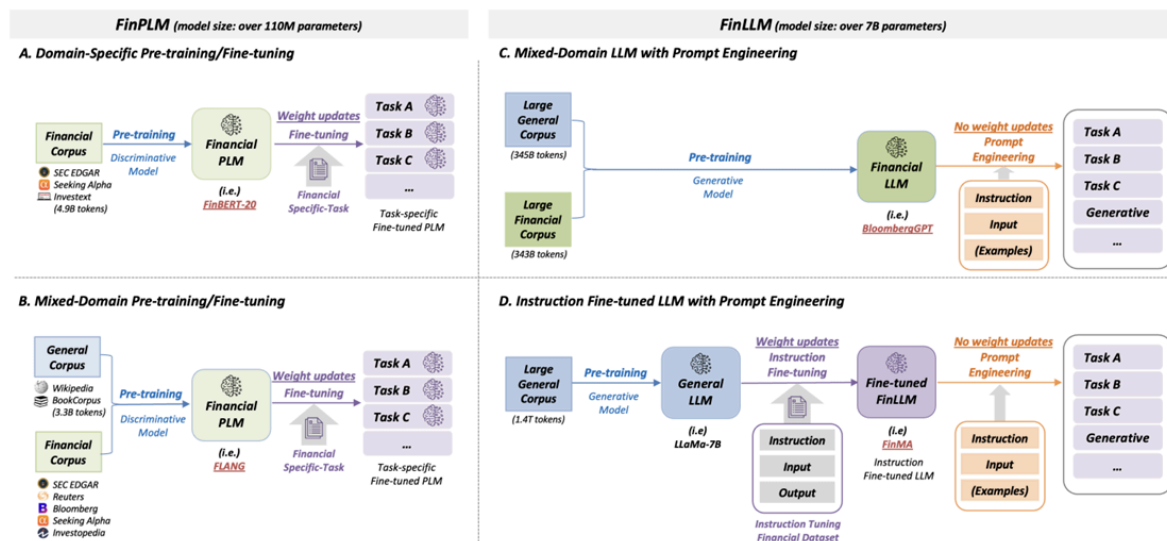 FinPLM (model size: over 110M parameters)
FinLLM (model size: over 7B parameters)
A. Domain-Specific Pre-training/Fine-tuning
Financial
Corpus
SEC EDGAR
Seeking Alpha
Investext
(4.9B tokens)
Pre-training
Discriminative
Model
Financial
PLM
(i.e.)
FinBERT-20
Weight updates
Fine-tuning
Financial
Specific-Task
Task A
Task B
Task C
...
Task-specific
Fine-tuned PLM
C. Mixed-Domain LLM with Prompt Engineering
Large
General
Corpus
(345B tokens)
Large
Financial
Corpus
(343B tokens)
Pre-training
Generative
Model
Financial
LLM
(i.e.)
BloombergGPT
No weight updates
Prompt
Engineering
Instruction
Input
(Examples)
Task A
Task B
Task C
Generative
...
B. Mixed-Domain Pre-training/Fine-tuning
General
Corpus
Wikipedia
BookCorpus
(3.3B tokens)
Financial
Corpus
SEC EDGAR
Reuters
Bloomberg
Seeking Alpha
Investopedia
Pre-training
Discriminative
Model
Financial
PLM
(i.e.)
FLANG
Weight updates
Fine-tuning
Financial
Specific-Task
Task A
Task B
Task C
...
Task-specific
Fine-tuned PLM
D. Instruction Fine-tuned LLM with Prompt Engineering
Large
General
Corpus
(1.4T tokens)
Pre-training
Generative
Model
General
LLM
(i.e)
LLaMa-7B
Weight updates
Instruction
Fine-tuning
Instruction
Input
Output
Instruction Tuning
Financial Dataset
Fine-tuned
FinLLM
(i.e)
FinMA
Instruction
Fine-tuned LLM
No weight updates
Prompt
Engineering
Instruction
Input
(Examples)
Task A
Task B
Task C
Generative
...